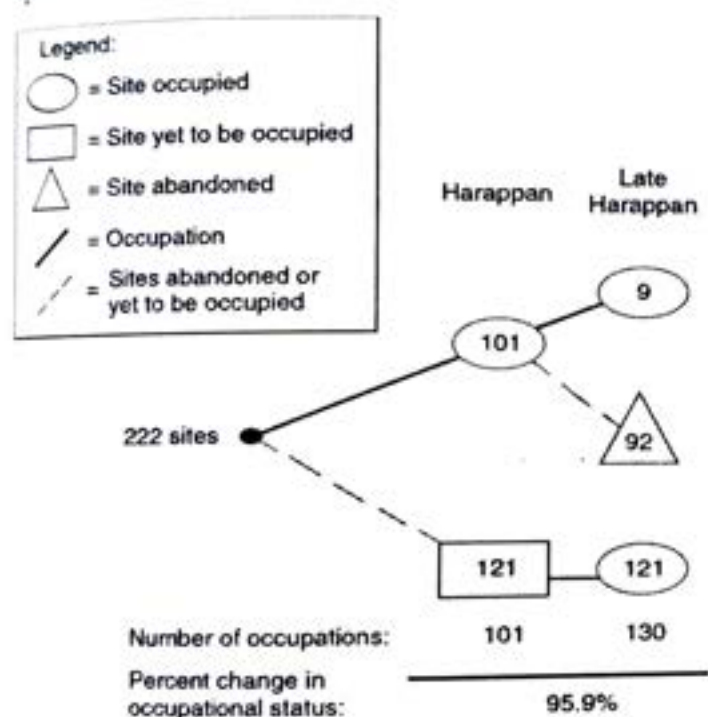 Legend:
= Site occupied
= Site yet to be occupied
= Site abandoned
= Occupation
= Sites abandoned or
yet to be occupied
Harappan
Late
Harappan
9
101
222 sites
92
121
121
Number of occupations:
101
130
Percent change in
occupational status:
95.9%